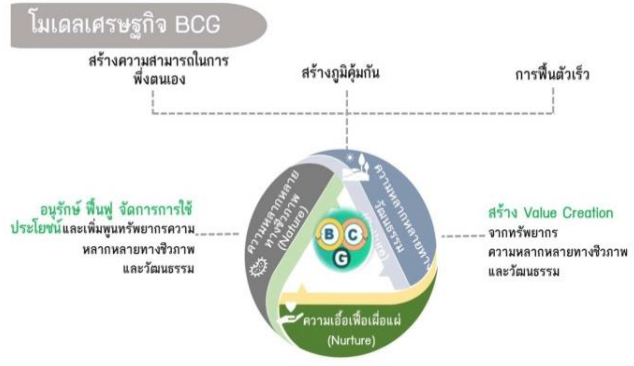 โมเดลเศรษฐกิจ BCG
สร้างความสามารถในการ
พึ่งตนเอง
สร้างภูมิคุ้มกัน
การฟื้นตัวเร็ว
อนุรักษ์ ฟื้นฟู จัดการการใช้
ประโยชน์และเพิ่มพูนทรัพยากรความ
หลากหลายทางชีวภาพ
และวัฒนธรรม
ความหลากหลาย
ทางชีวภาพ
(Nature)
ความหลากหลายทาง
วัฒนธรรม
B C
G
ความเอื้อเฟื้อเผื่อแผ่
(Nurture)
สร้าง Value Creation
จากทรัพยากร
ความหลากหลายทางชีวภาพ
และวัฒนธรรม